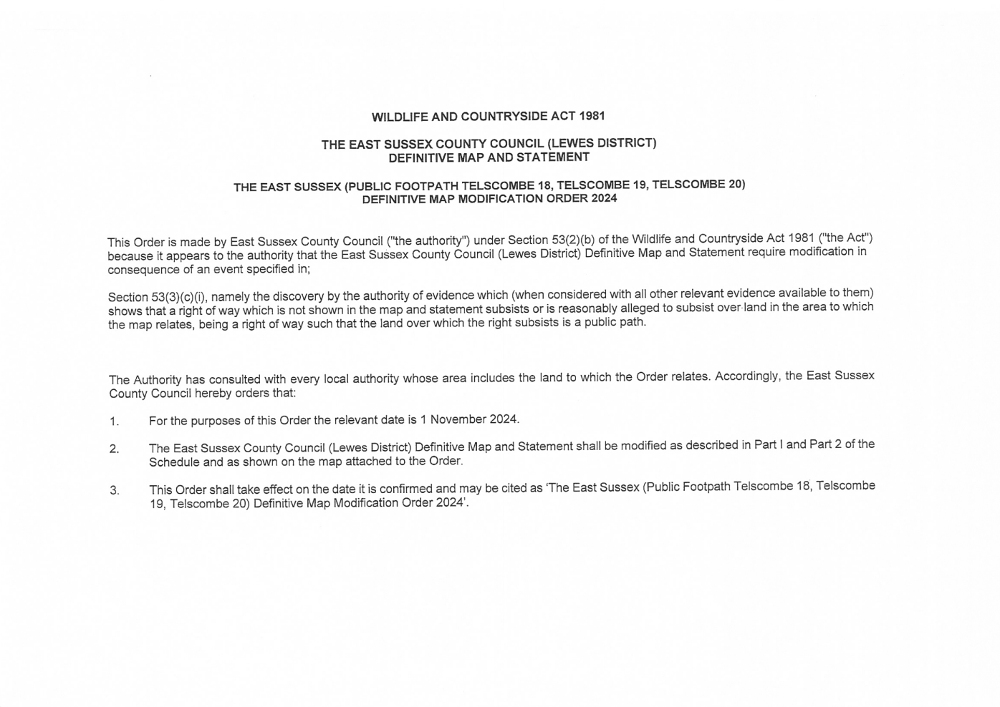 WILDLIFE AND COUNTRYSIDE ACT 1981
THE EAST SUSSEX COUNTY COUNCIL (LEWES DISTRICT)
DEFINITIVE MAP AND STATEMENT
THE EAST SUSSEX (PUBLIC FOOTPATH TELSCOMBE 18, TELSCOMBE 19, TELSCOMBE 20)
DEFINITIVE MAP MODIFICATION ORDER 2024
This Order is made by East Sussex County Council ("the authority") under Section 53(2)(b) of the Wildlife and Countryside Act 1981 ("the Act")
because it appears to the authority that the East Sussex County Council (Lewes District) Definitive Map and Statement require modification in
consequence of an event specified in;
Section 53(3)(c)(i), namely the discovery by the authority of evidence which (when considered with all other relevant evidence available to them)
shows that a right of way which is not shown in the map and statement subsists or is reasonably alleged to subsist over land in the area to which
the map relates, being a right of way such that the land over which the right subsists is a public path.
The Authority has consulted with every local authority whose area includes the land to which the Order relates. Accordingly, the East Sussex
County Council hereby orders that:
1. For the purposes of this Order the relevant date is 1 November 2024.
2. The East Sussex County Council (Lewes District) Definitive Map and Statement shall be modified as described in Part I and Part 2 of the
Schedule and as shown on the map attached to the Order.
3. This Order shall take effect on the date it is confirmed and may be cited as 'The East Sussex (Public Footpath Telscombe 18, Telscombe
19, Telscombe 20) Definitive Map Modification Order 2024'.